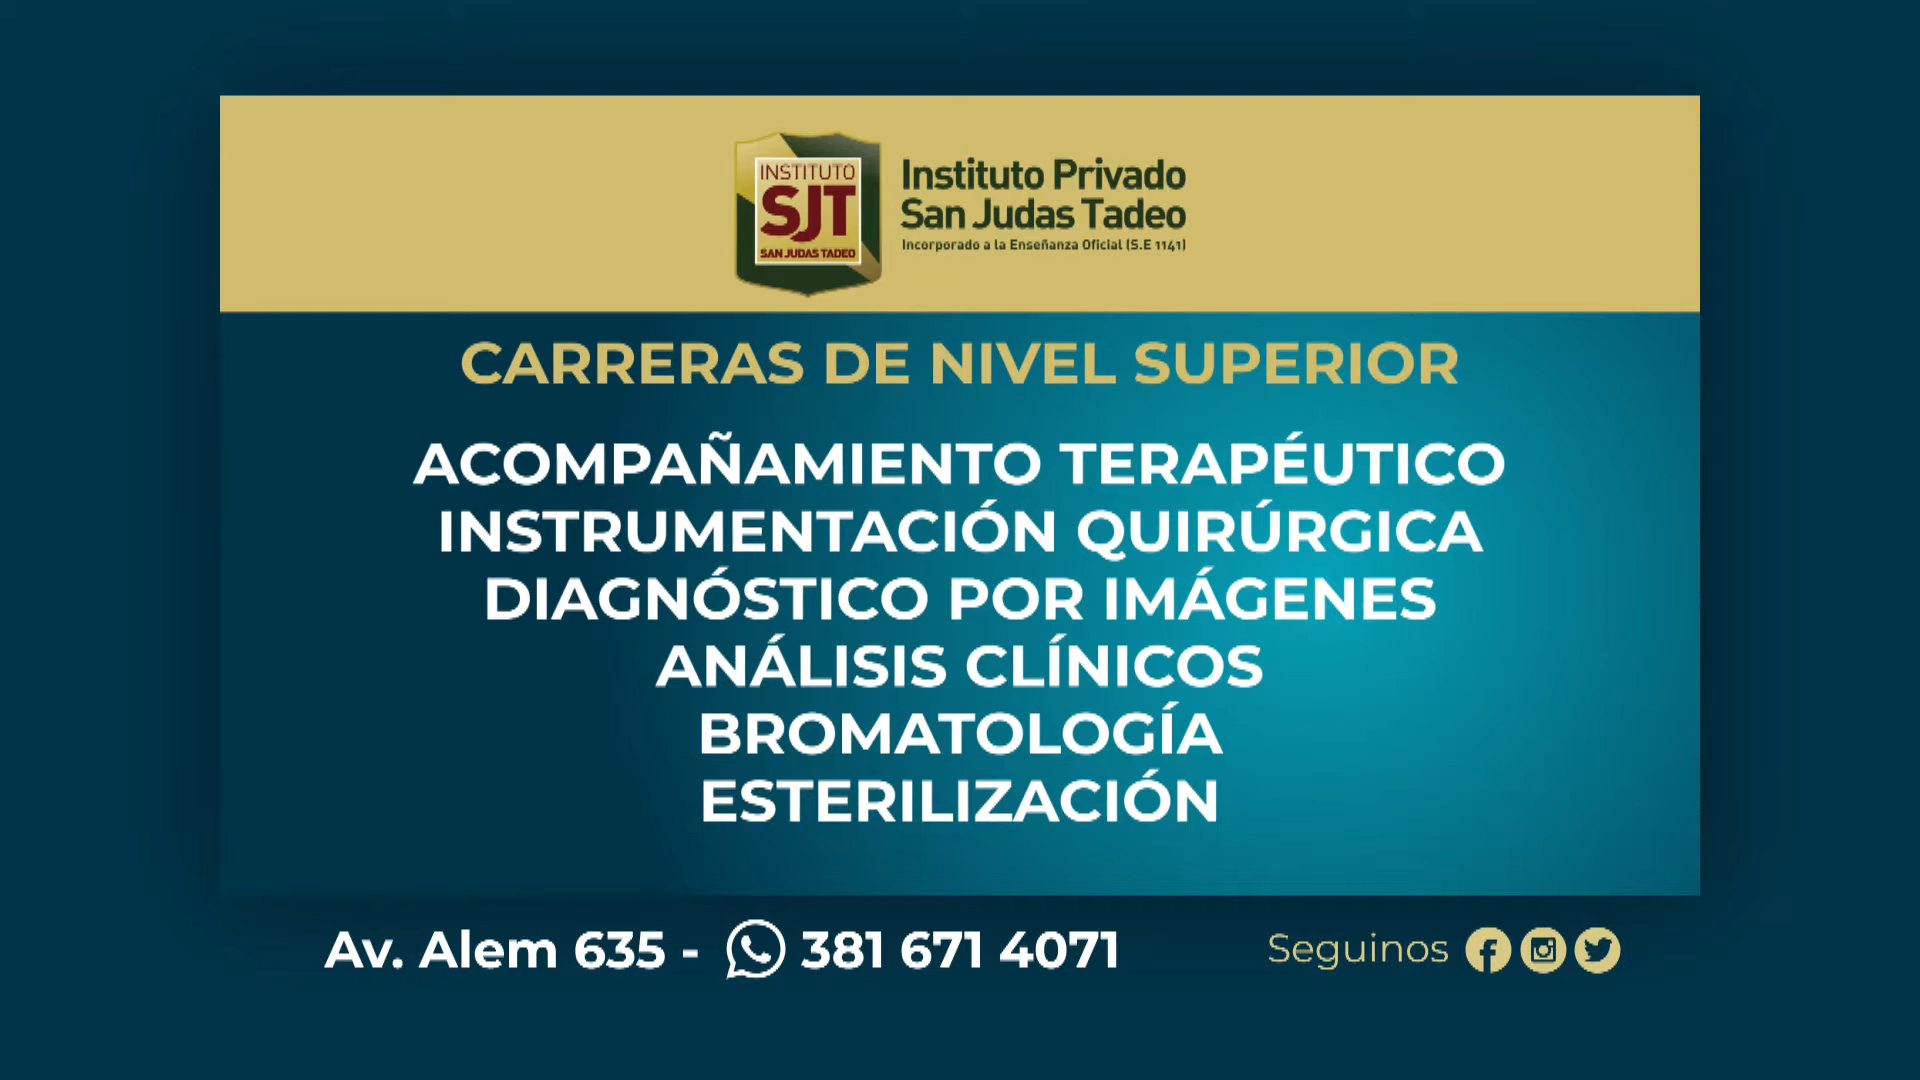 INSTITUTO
SJT
SAN JUDAS TADEO
Instituto Privado
San Judas Tadeo
Incorporado a la Enseñanza Oficial (S.E 1141)
CARRERAS DE NIVEL SUPERIOR
ACOMPAÑAMIENTO TERAPÉUTICO
INSTRUMENTACIÓN QUIRÚRGICA
DIAGNÓSTICO POR IMÁGENES
ANÁLISIS CLÍNICOS
BROMATOLOGÍA
ESTERILIZACIÓN
Av. Alem 635 - 381 671 4071
Seguinos